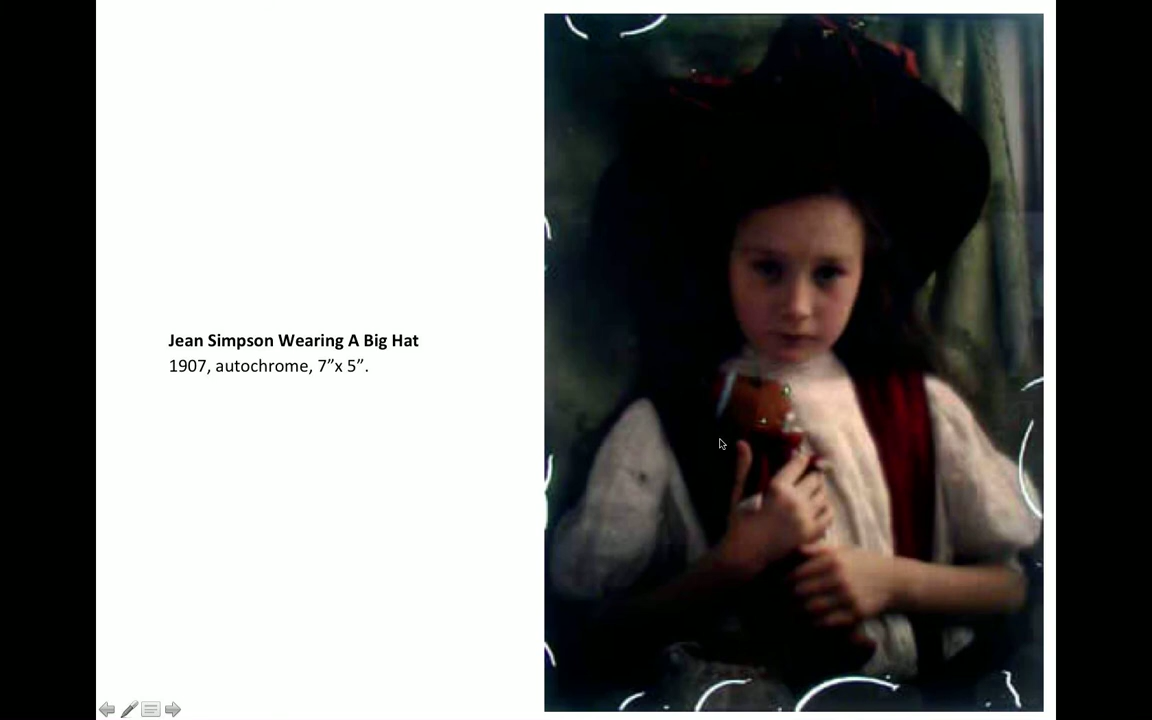 Jean Simpson Wearing A Big Hat
1907, autochrome, 7”x 5”.